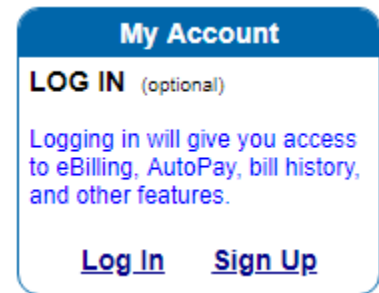 My Account
LOG IN (optional)
Logging in will give you access
to eBilling, AutoPay, bill history,
and other features.
Log In Sign Up